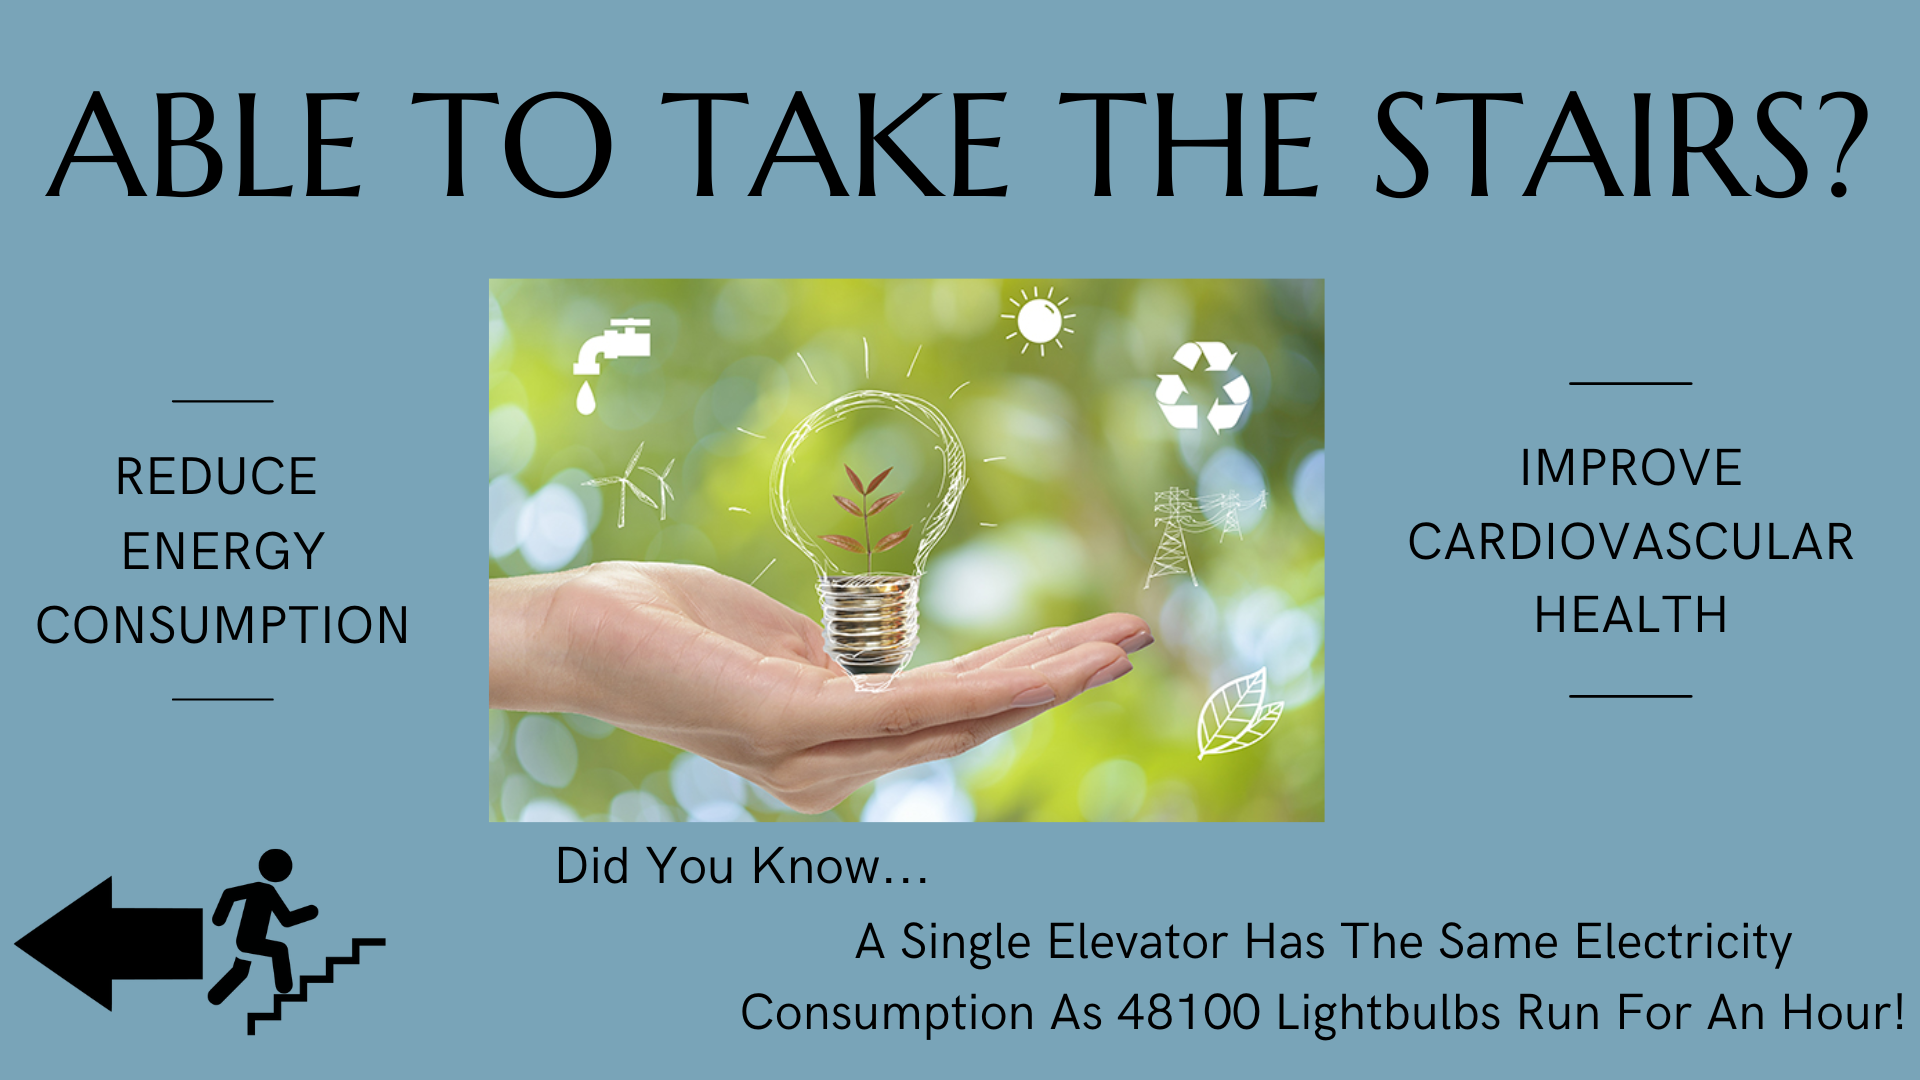 ABLE TO TAKE THE STAIRS?
REDUCE
ENERGY
CONSUMPTION
IMPROVE
CARDIOVASCULAR
HEALTH
Did You Know...
A Single Elevator Has The Same Electricity
Consumption As 48100 Lightbulbs Run For An Hour!